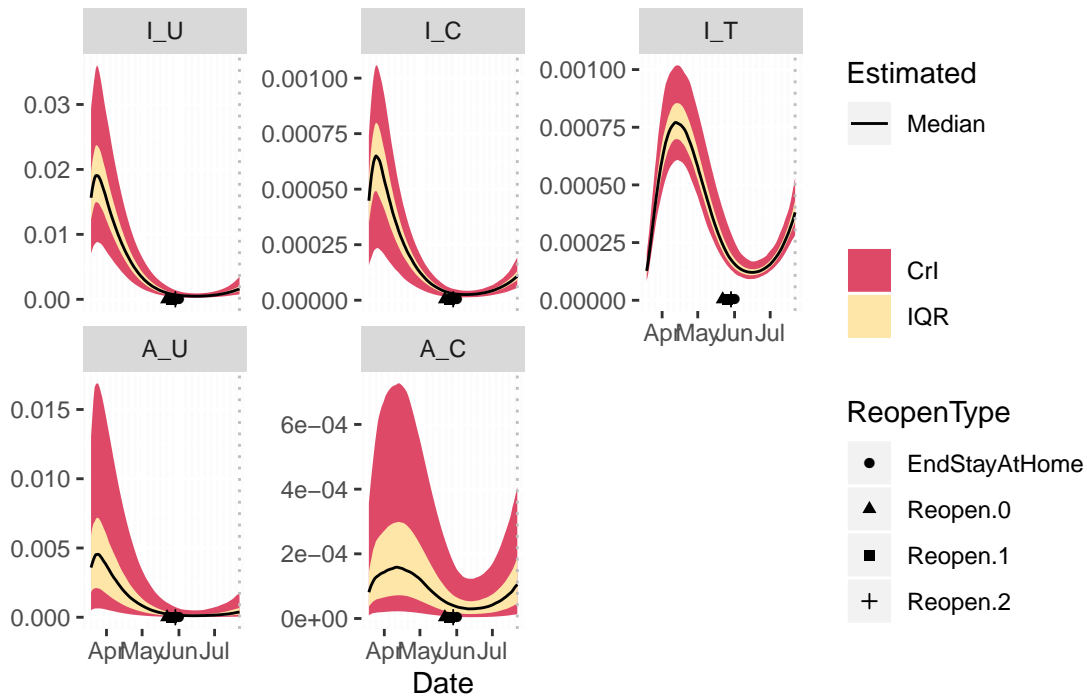 I_U
I_C
I_T
0.03
0.02
0.01
0.00
0.00100
0.00075
0.00050
0.00025
0.00000
0.00100
0.00075
0.00050
0.00025
0.00000
Apr May Jun Jul
A_U
A_C
0.015
0.010
0.005
0.000
Apr May Jun Jul
6e−04
4e−04
2e−04
0e+00
Apr May Jun Jul
Date
Estimated
Median
CrI
IQR
ReopenType
EndStayAtHome
Reopen.0
Reopen.1
Reopen.2